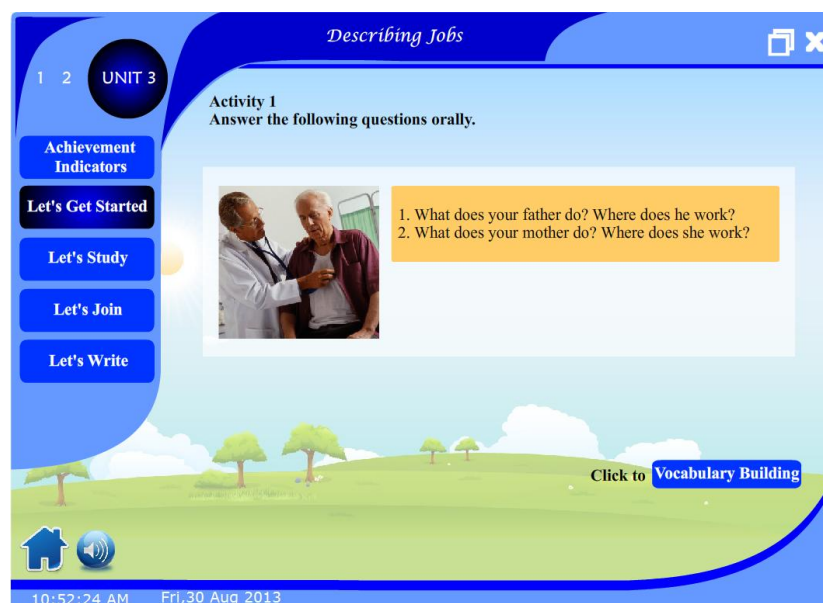 Describing Jobs
1 2 UNIT 3
Activity 1
Answer the following questions orally.
Achievement
Indicators
Let's Get Started
Let's Study
Let's Join
Let's Write
1. What does your father do? Where does he work?
2. What does your mother do? Where does she work?
Click to Vocabulary Building
10:52:24 AM Fri,30 Aug 2013